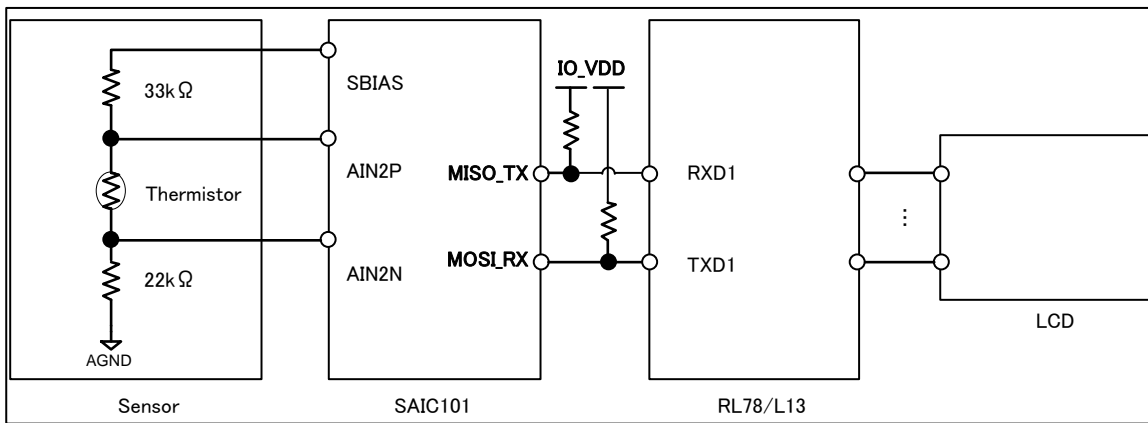 IO_VDD
SBIAS
33kΩ
AIN2P
MISO_TX
RXD1
Thermistor
MOSI_RX
TXD1
AIN2N
22kΩ
⋮
LCD
AGND
Sensor
SAIC101
RL78/L13